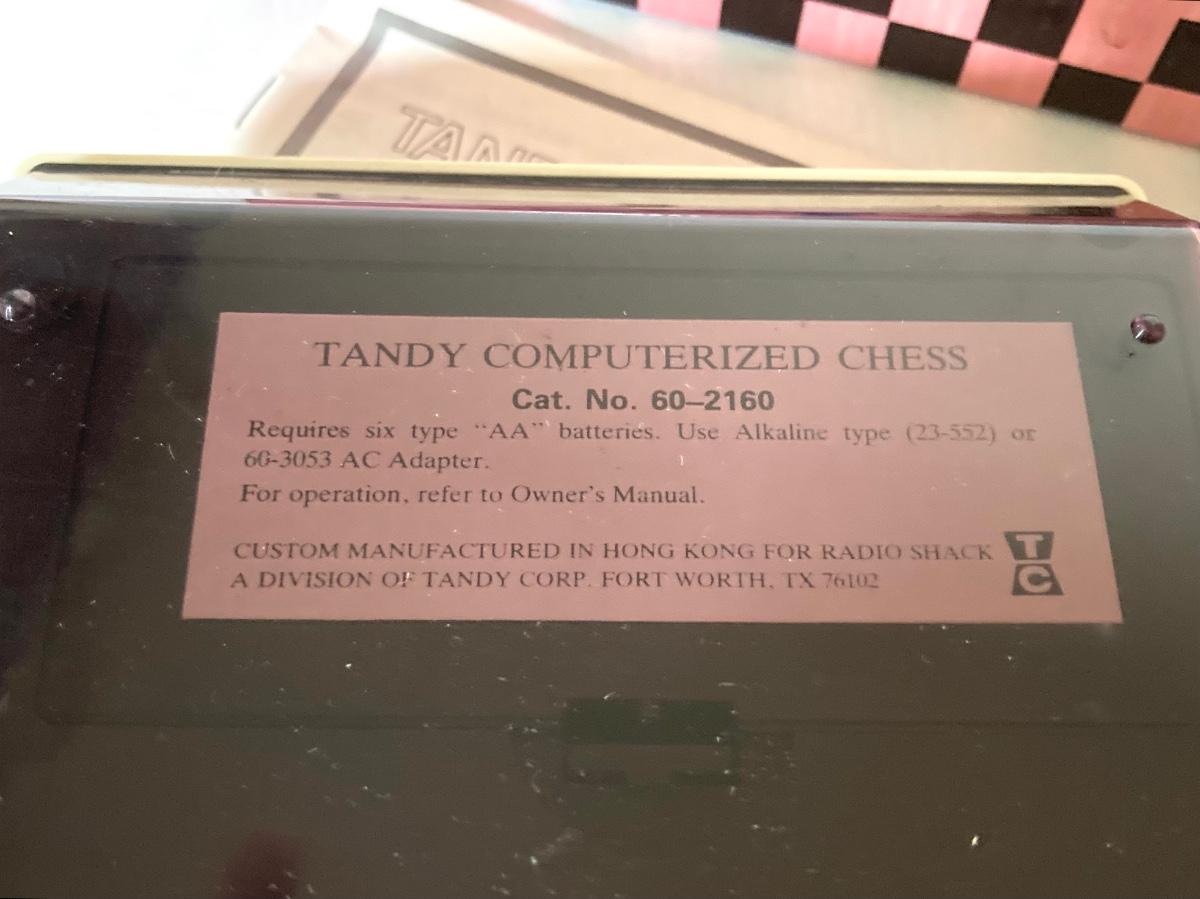 TAND
TANDY COMPUTERIZED CHESS
Cat. No. 60–2160
Requires six type “AA” batteries. Use Alkaline type (23-552) or
60-3053 AC Adapter.
For operation, refer to Owner's Manual.
CUSTOM MANUFACTURED IN HONG KONG FOR RADIO SHACK
A DIVISION OF TANDY CORP. FORT WORTH, TX 76102
T
C